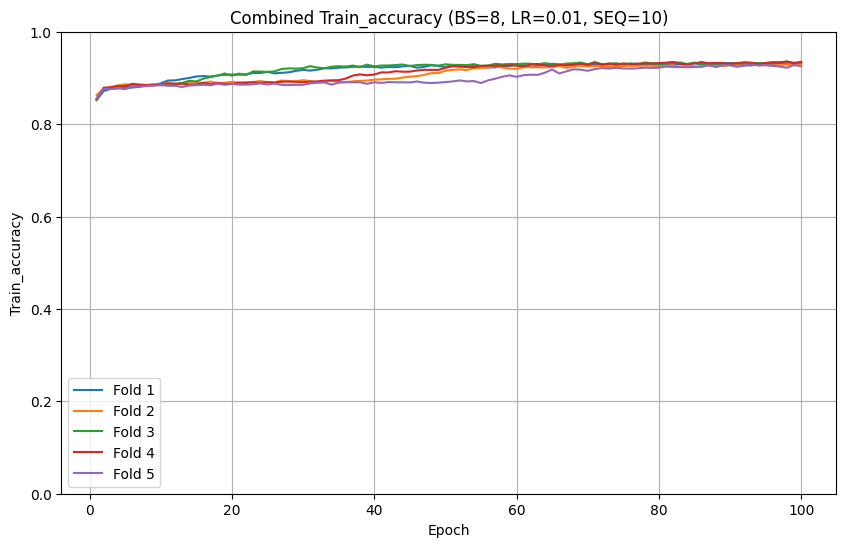 Combined Train_accuracy (BS=8, LR=0.01, SEQ=10)
1.0
0.8
0.6
0.4
0.2
0.0
Train_accuracy
Fold 1
Fold 2
Fold 3
Fold 4
Fold 5
0 20 40 60 80 100
Epoch